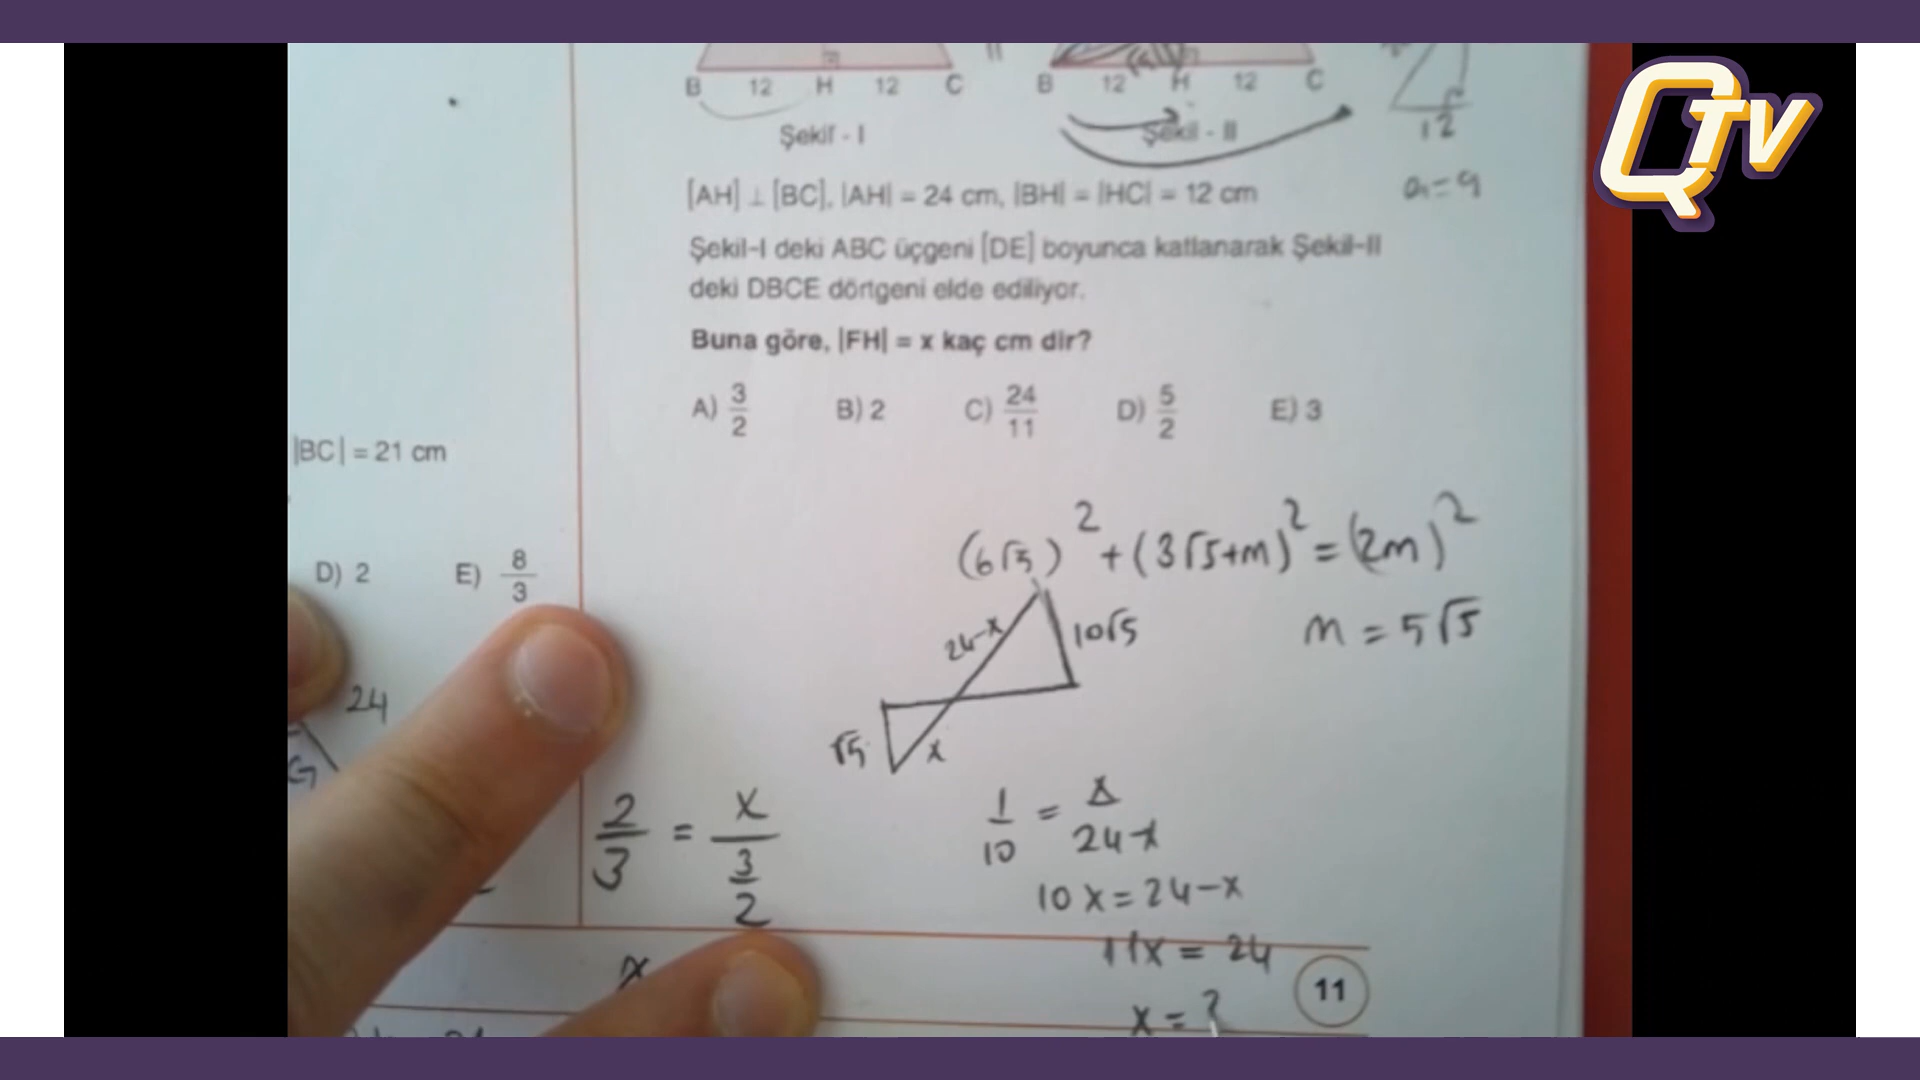 B 12 H 12 C
Şekil - I
B 12 H 12 C
Şekil - II
12
a=9
QTV
[AH] ⊥ [BC], |AH| = 24 cm, |BH| = |HC| = 12 cm
Şekil-I deki ABC üçgeni [DE] boyunca katlanarak Şekil-II
deki DBCE dörtgeni elde ediliyor.
Buna göre, |FH| = x kaç cm dir?
A) 3/2 B) 2 C) 24/11 D) 5/2 E) 3
|BC| = 21 cm
D) 2 E) 8/3
24
G
(6√5)² + (3√5+m)² = (2m)²
m = 5√5
24-x
10√5
√5
x
2/3 = x/(3/2)
x
1/10 = x/(24-x)
10x = 24-x
11x = 24
x = ?
11